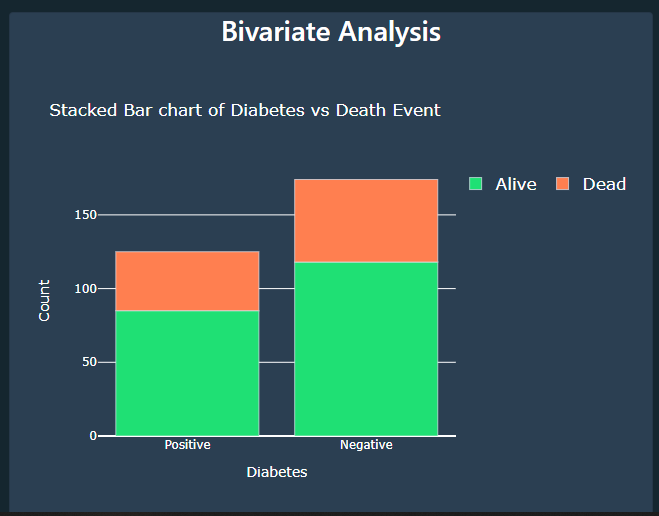 Bivariate Analysis
Stacked Bar chart of Diabetes vs Death Event
Alive Dead
150
100
50
0
Count
Positive Negative
Diabetes